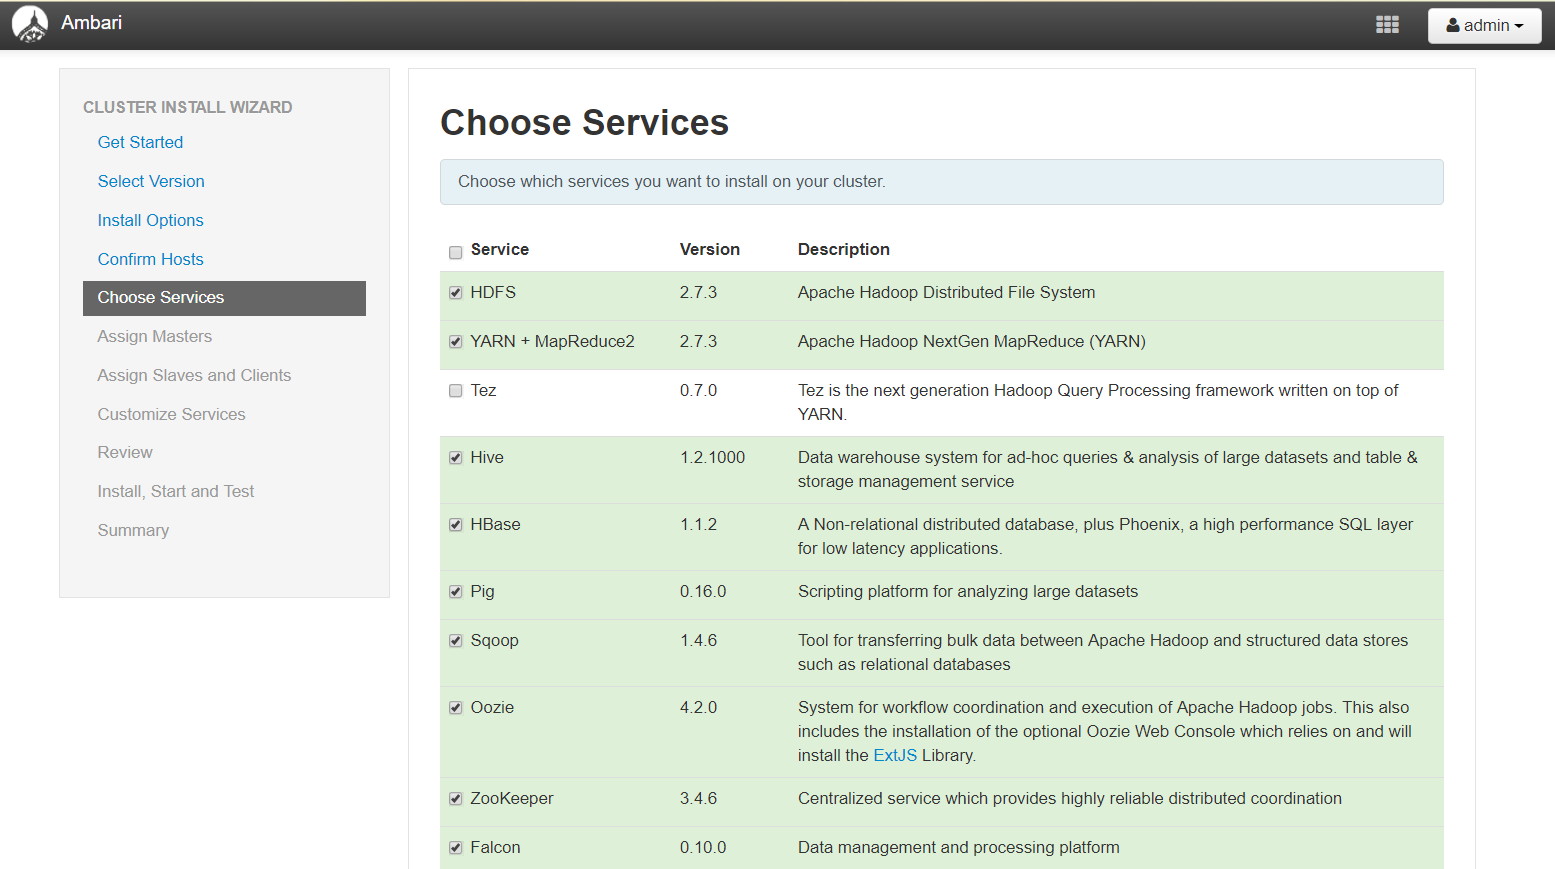 Ambari
admin
CLUSTER INSTALL WIZARD
Get Started
Select Version
Install Options
Confirm Hosts
Choose Services
Assign Masters
Assign Slaves and Clients
Customize Services
Review
Install, Start and Test
Summary
Choose Services
Choose which services you want to install on your cluster.
Service Version Description
HDFS 2.7.3 Apache Hadoop Distributed File System
YARN + MapReduce2 2.7.3 Apache Hadoop NextGen MapReduce (YARN)
Tez 0.7.0 Tez is the next generation Hadoop Query Processing framework written on top of
YARN.
Hive 1.2.1000 Data warehouse system for ad-hoc queries & analysis of large datasets and table &
storage management service
HBase 1.1.2 A Non-relational distributed database, plus Phoenix, a high performance SQL layer
for low latency applications.
Pig 0.16.0 Scripting platform for analyzing large datasets
Sqoop 1.4.6 Tool for transferring bulk data between Apache Hadoop and structured data stores
such as relational databases
Oozie 4.2.0 System for workflow coordination and execution of Apache Hadoop jobs. This also
includes the installation of the optional Oozie Web Console which relies on and will
install the ExtJS Library.
ZooKeeper 3.4.6 Centralized service which provides highly reliable distributed coordination
Falcon 0.10.0 Data management and processing platform